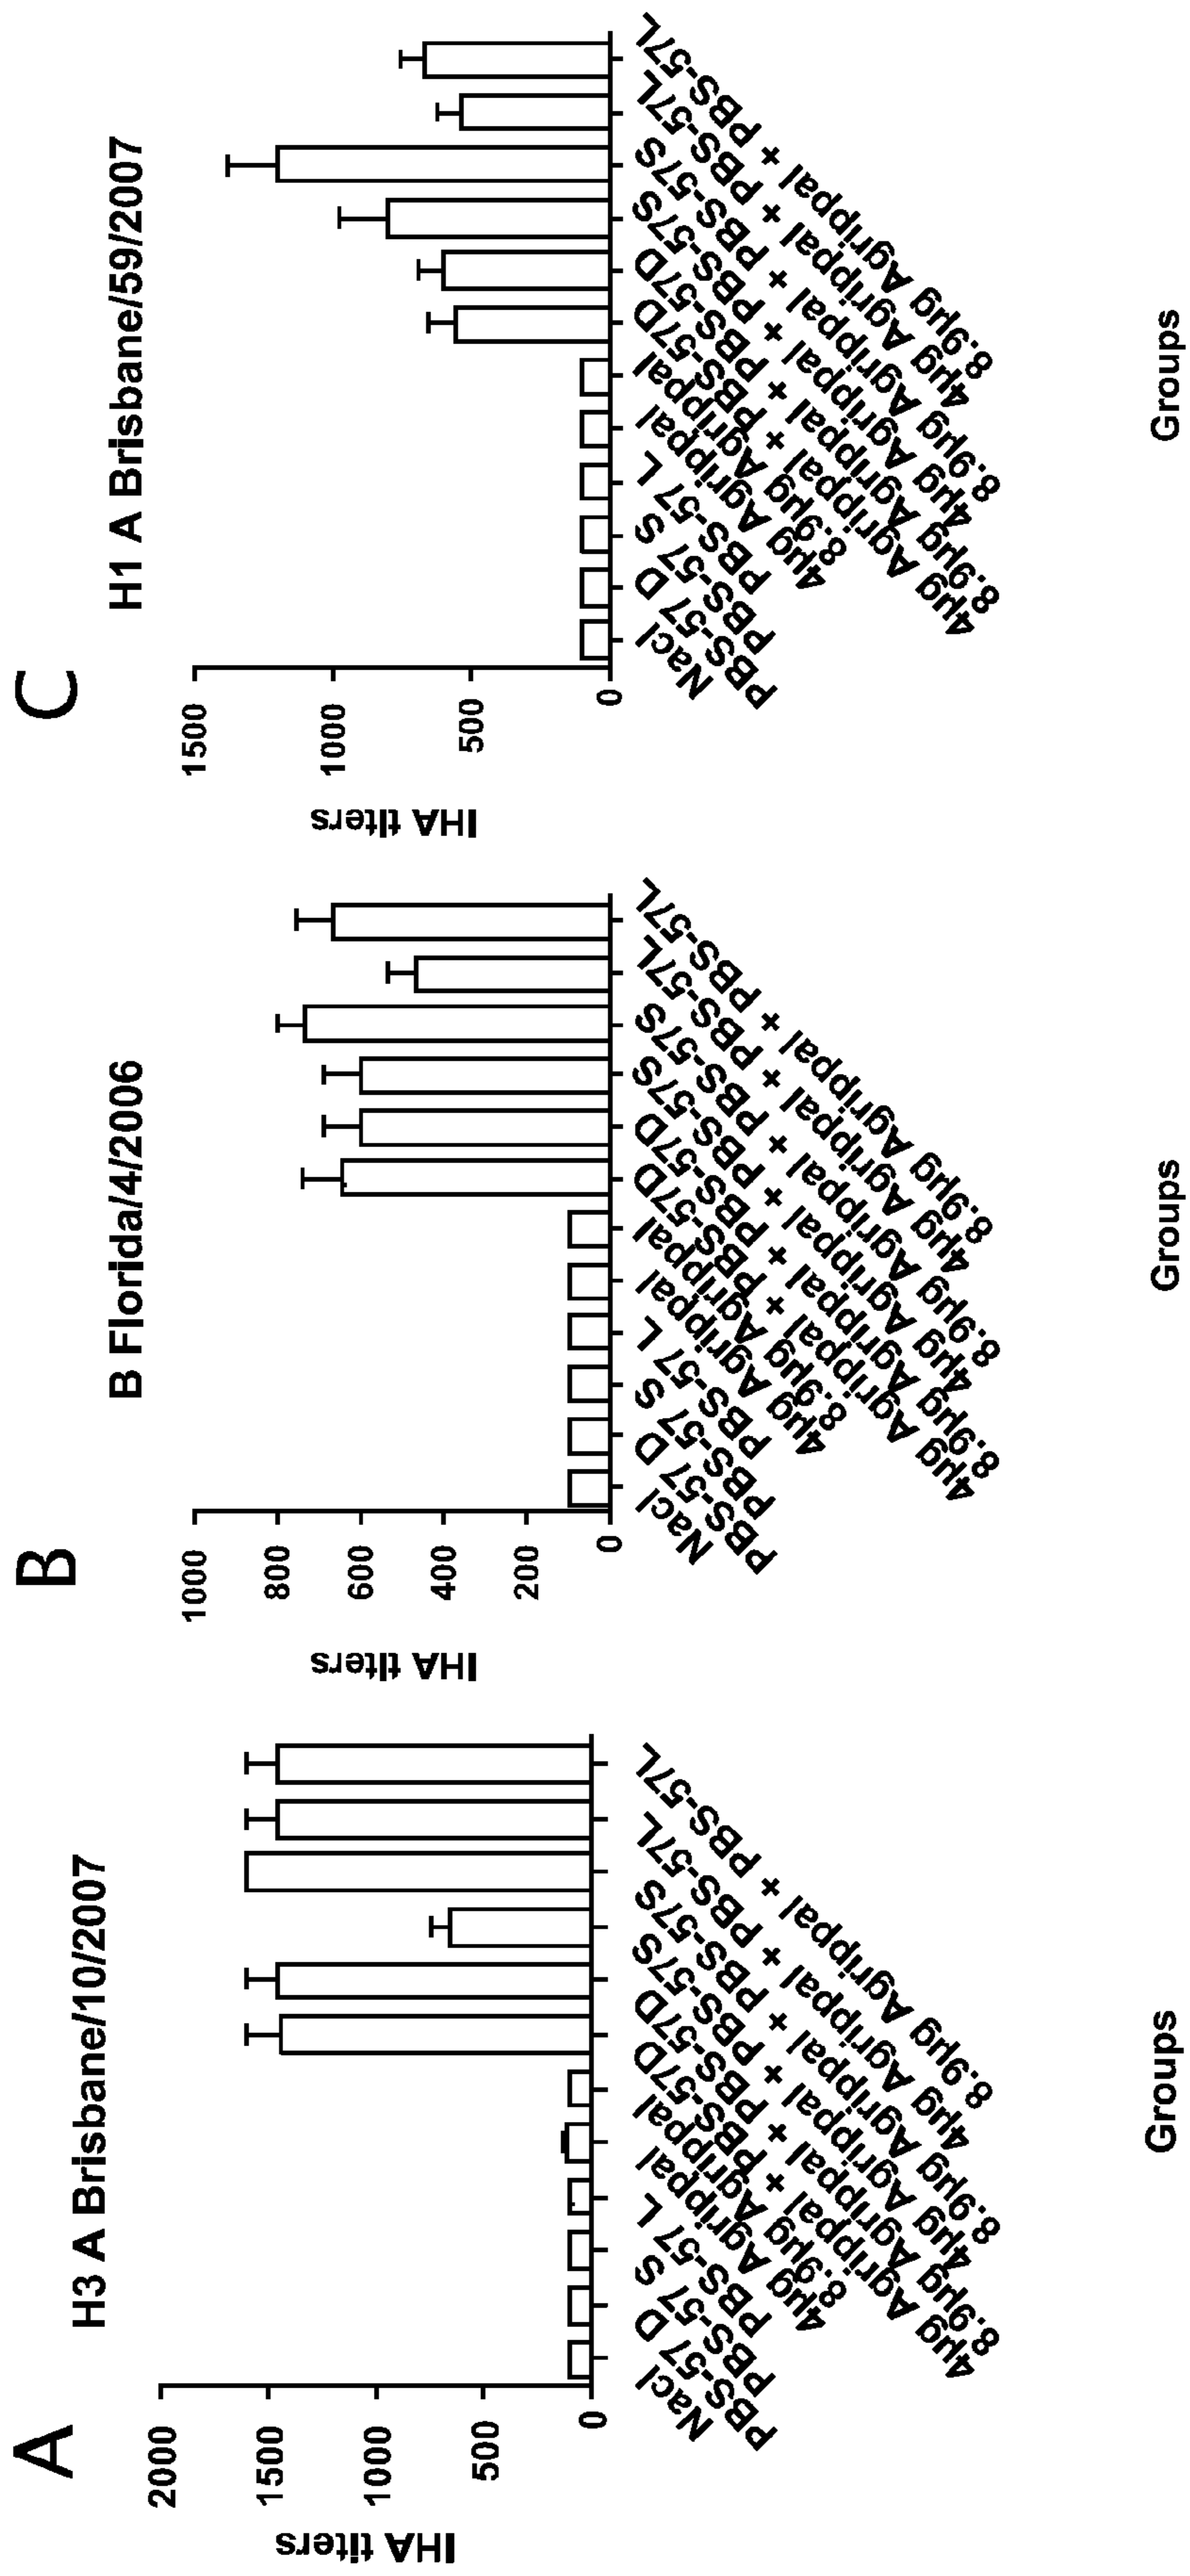 A
H3 A Brisbane/10/2007
IHA titers
2000
1500
1000
500
0
Nacl
PBS-57 D
PBS-57 S
PBS-57 L
4µg Agrippal
8.9µg Agrippal
4µg Agrippal + PBS-57D
8.9µg Agrippal + PBS-57D
4µg Agrippal + PBS-57S
8.9µg Agrippal + PBS-57S
4µg Agrippal + PBS-57L
8.9µg Agrippal + PBS-57L
Groups
B
B Florida/4/2006
IHA titers
1000
800
600
400
200
0
Nacl
PBS-57 D
PBS-57 S
PBS-57 L
4µg Agrippal
8.9µg Agrippal
4µg Agrippal + PBS-57D
8.9µg Agrippal + PBS-57D
4µg Agrippal + PBS-57S
8.9µg Agrippal + PBS-57S
4µg Agrippal + PBS-57L
8.9µg Agrippal + PBS-57L
Groups
C
H1 A Brisbane/59/2007
IHA titers
1500
1000
500
0
Nacl
PBS-57 D
PBS-57 S
PBS-57 L
4µg Agrippal
8.9µg Agrippal
4µg Agrippal + PBS-57D
8.9µg Agrippal + PBS-57D
4µg Agrippal + PBS-57S
8.9µg Agrippal + PBS-57S
4µg Agrippal + PBS-57L
8.9µg Agrippal + PBS-57L
Groups